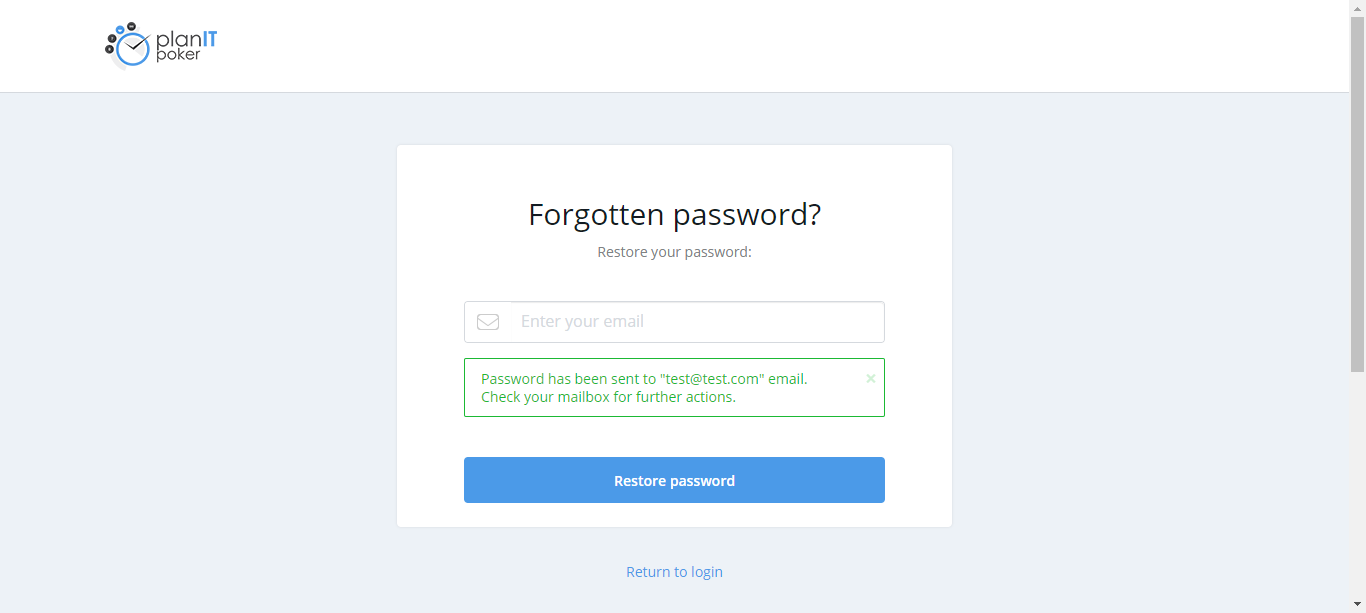 planIT
poker
Forgotten password?
Restore your password:
Enter your email
Password has been sent to "test@test.com" email.
Check your mailbox for further actions.
Restore password
Return to login